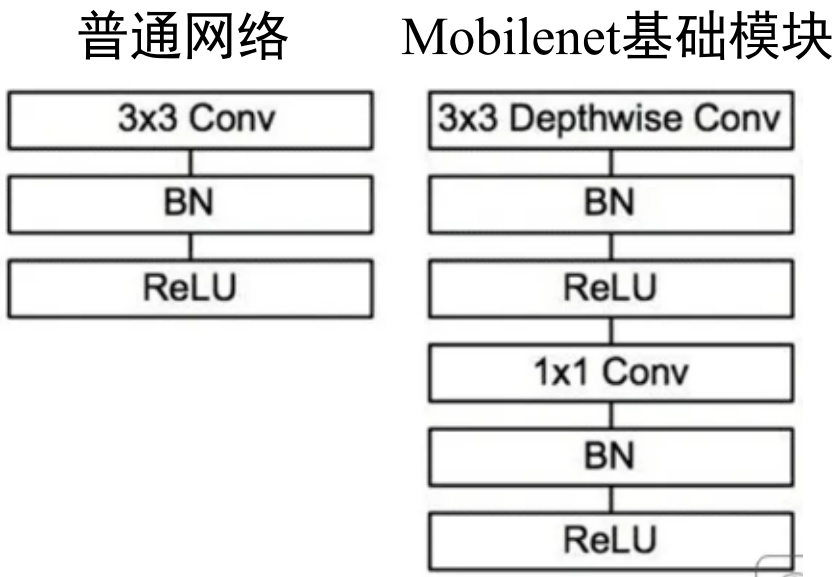 普通网络
Mobilenet基础模块
3x3 Conv
BN
ReLU
3x3 Depthwise Conv
BN
ReLU
1x1 Conv
BN
ReLU